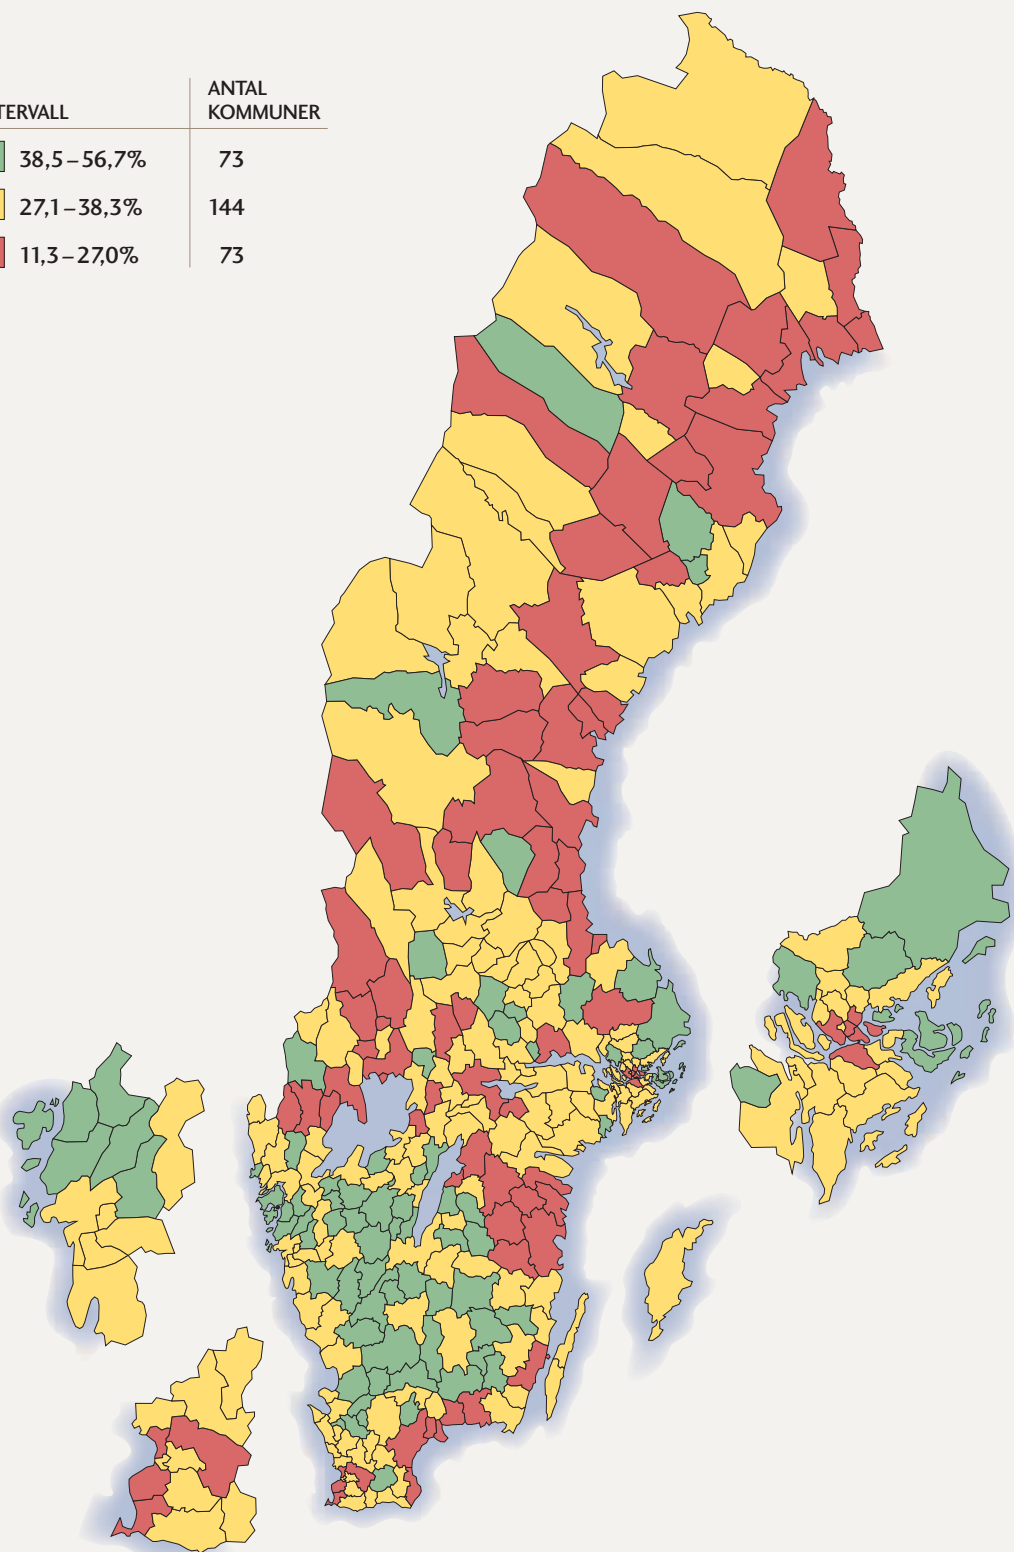 ANTAL
TERVALL KOMMUNER
38,5–56,7% 73
27,1–38,3% 144
11,3–27,0% 73